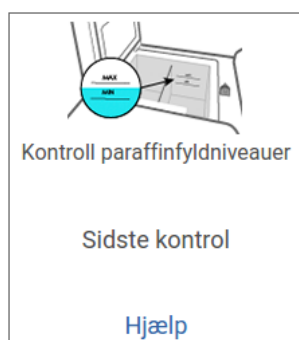 MAX
MIN
Kontroll paraffinfyldniveauer
Sidste kontrol
Hjælp